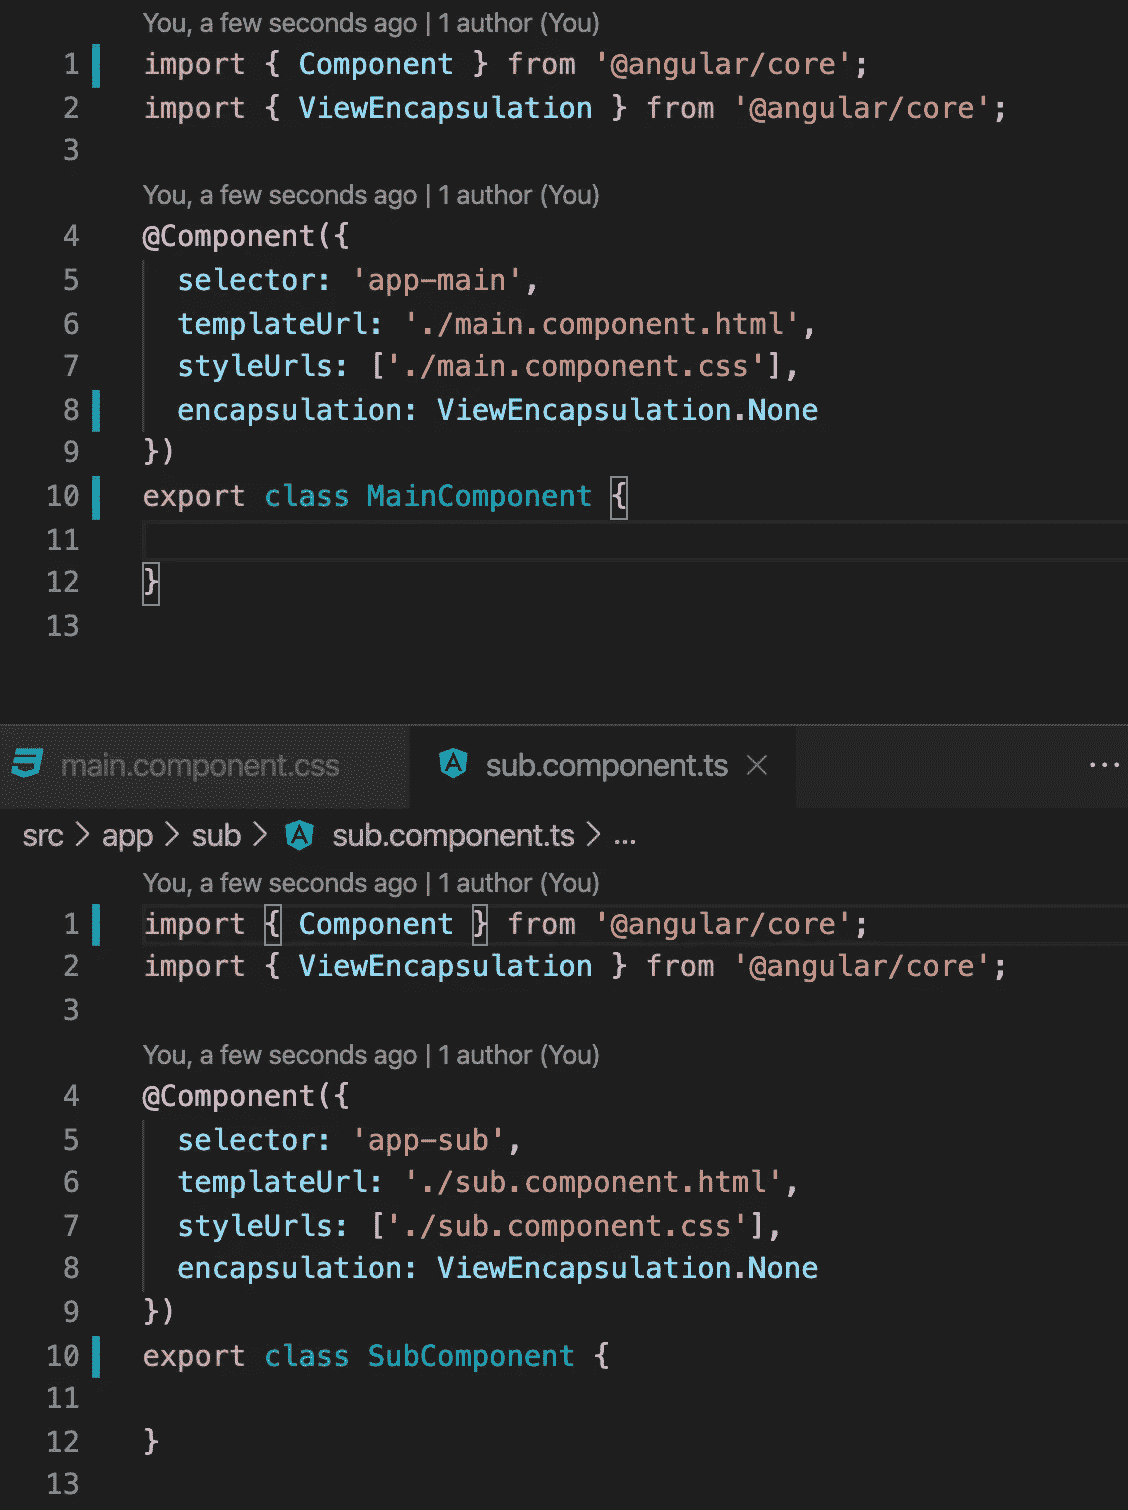 You, a few seconds ago | 1 author (You)
1 import { Component } from '@angular/core';
2 import { ViewEncapsulation } from '@angular/core';
3
You, a few seconds ago | 1 author (You)
4 @Component({
5 selector: 'app-main',
6 templateUrl: './main.component.html',
7 styleUrls: ['./main.component.css'],
8 encapsulation: ViewEncapsulation.None
9 })
10 export class MainComponent {
11
12 }
13
main.component.css sub.component.ts ...
src > app > sub > sub.component.ts > ...
You, a few seconds ago | 1 author (You)
1 import { Component } from '@angular/core';
2 import { ViewEncapsulation } from '@angular/core';
3
You, a few seconds ago | 1 author (You)
4 @Component({
5 selector: 'app-sub',
6 templateUrl: './sub.component.html',
7 styleUrls: ['./sub.component.css'],
8 encapsulation: ViewEncapsulation.None
9 })
10 export class SubComponent {
11
12 }
13